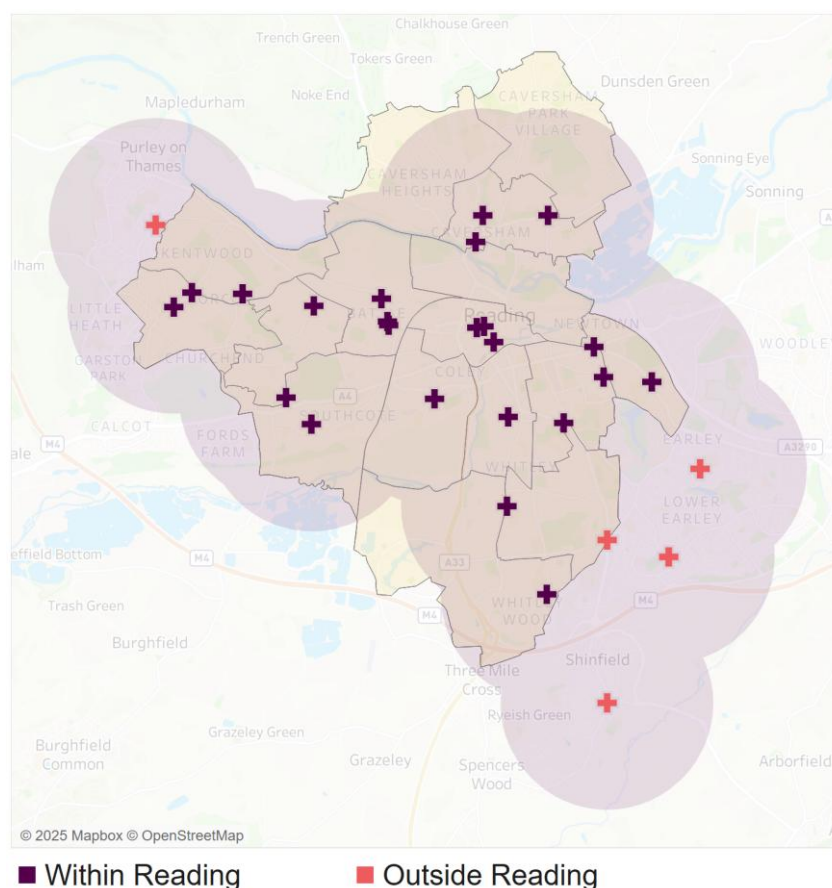 Chalkhouse Green
Trench Green
Tokers Green
Dunsden Green
Noke End
CAVERSHAM
PARK
VILLAGE
Mapledurham
Purley on
Thames
Sonning Eye
CAVERSHAM
HEIGHTS
Sonning
CAVERSHAM
KENTWOOD
LITTLE
HEATH
BATTLE
Reading
NEWTOWN
WOODLEY
CHURCHEND
COLEY
A4
SOUTHCOTE
CALCOT
FORDS
FARM
M4
EARLEY
A3290
WHITLEY
LOWER
EARLEY
M4
A33
Trash Green
M4
WHITLEY
WOOD
M4
Burghfield
Shinfield
Three Mile
Cross
Ryeish Green
Grazeley Green
Burghfield
Common
Grazeley
Spencers
Wood
Arborfield
© 2025 Mapbox © OpenStreetMap
Within Reading
Outside Reading